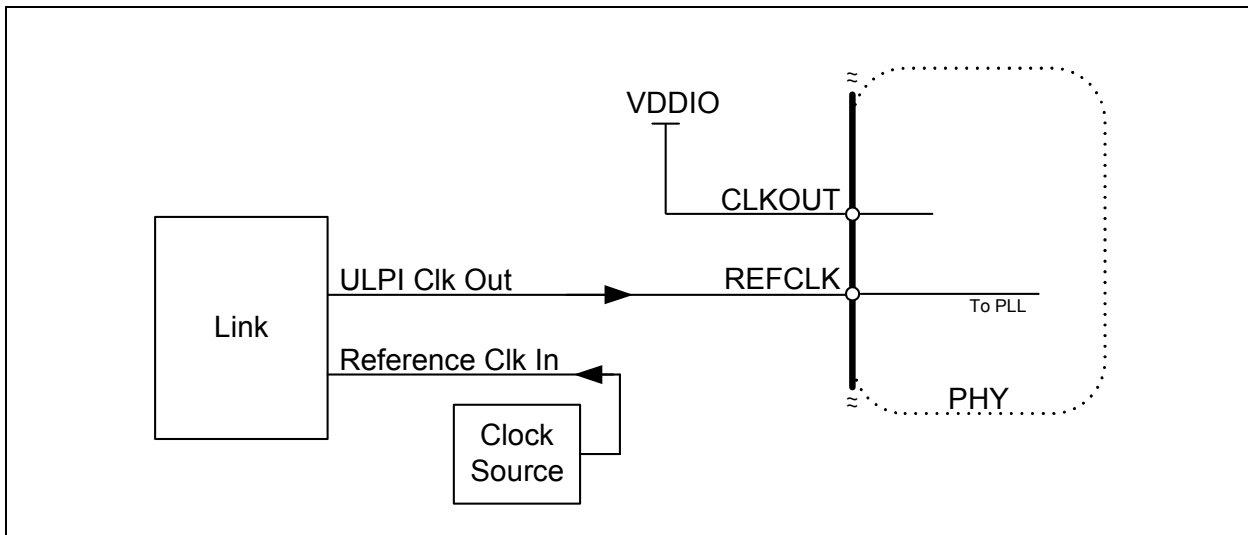 VDDIO
CLKOUT
ULPI Clk Out
REFCLK
To PLL
Link
Reference Clk In
PHY
Clock
Source